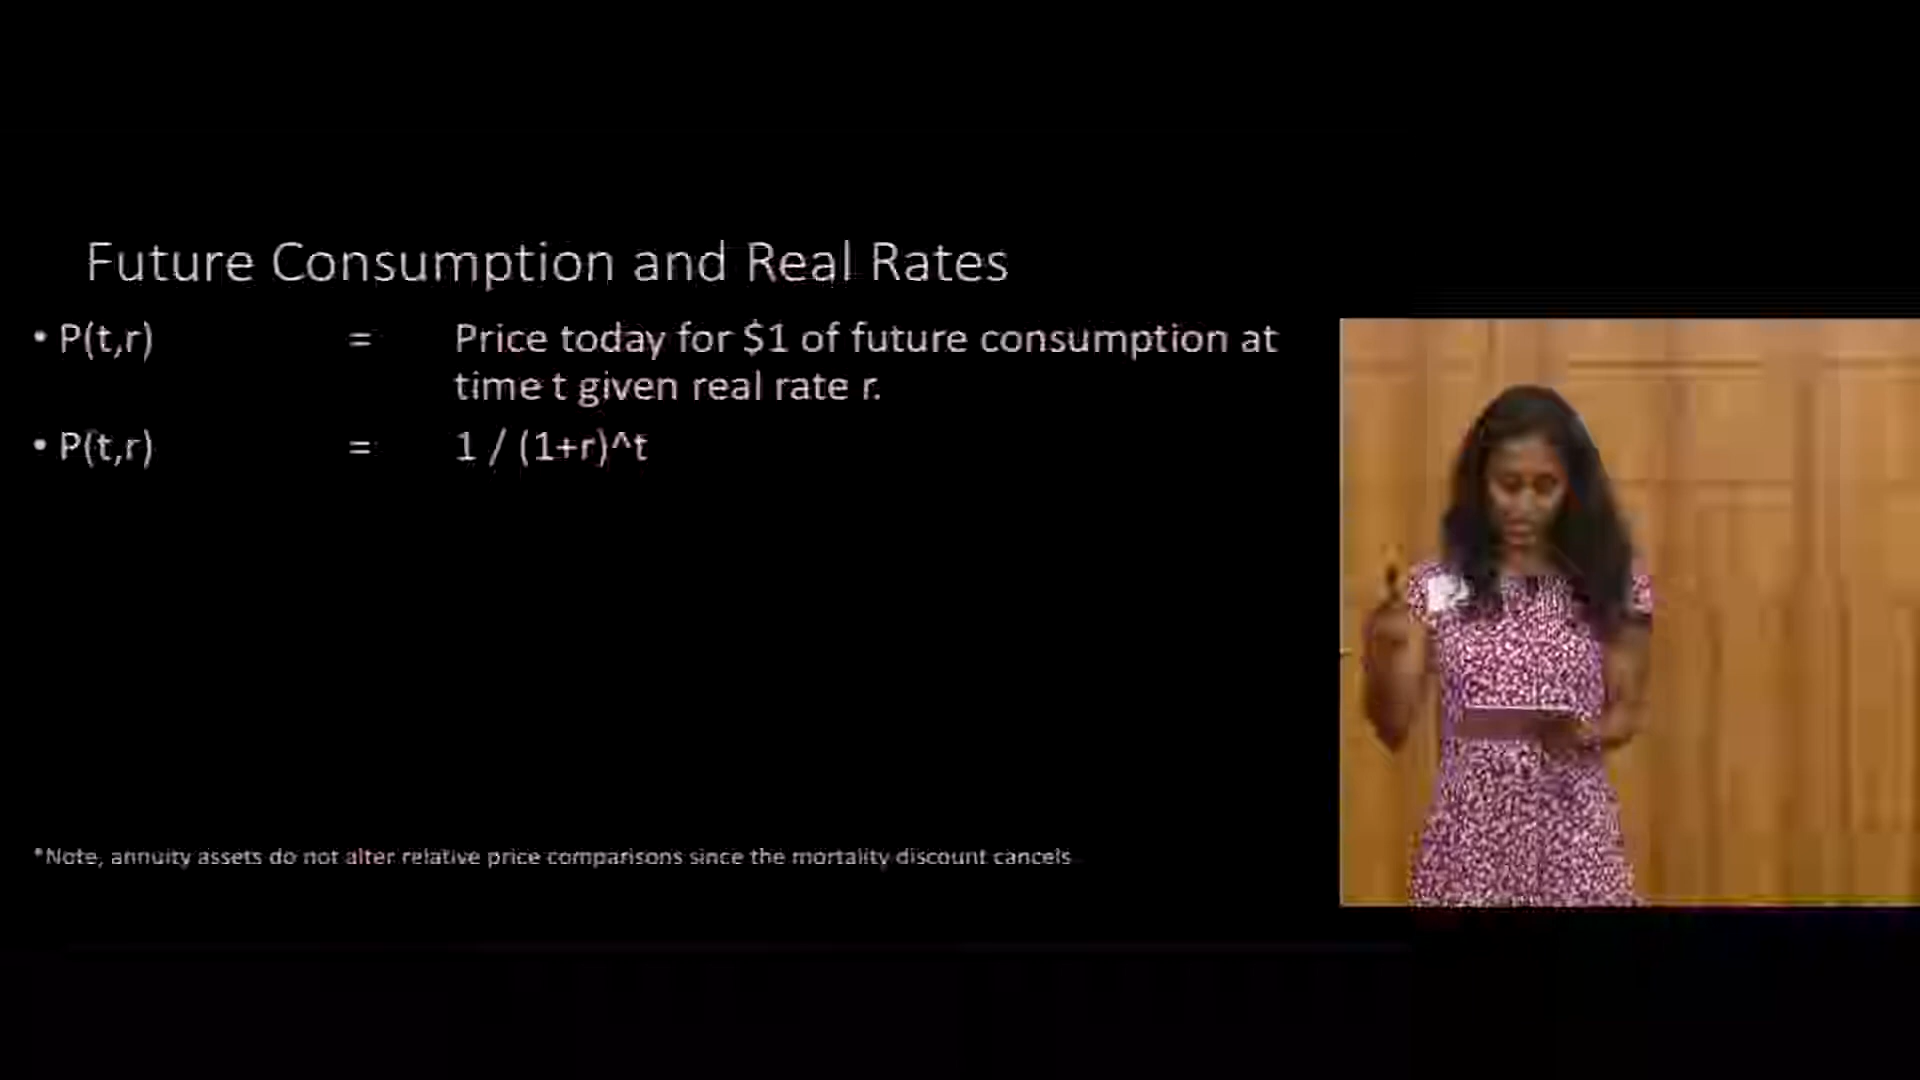 Future Consumption and Real Rates
• P(t,r) = Price today for $1 of future consumption at
time t given real rate r.
• P(t,r) = 1 / (1+r)^t
*Note, annuity assets do not alter relative price comparisons since the mortality discount cancels